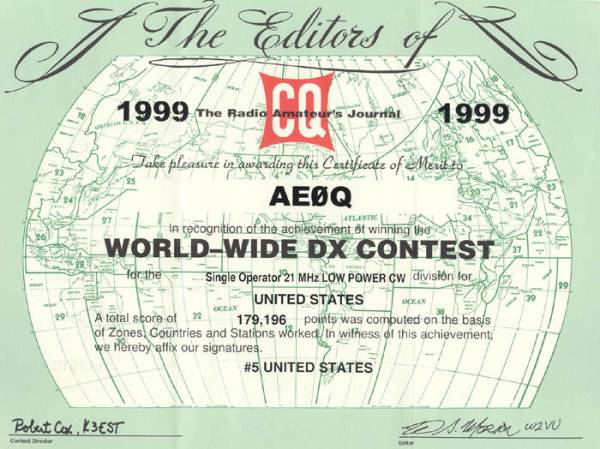 The Editors of
1999 The Radio Amateur's Journal 1999
CQ
Take pleasure in awarding this Certificate of Merit to
AEØQ
In recognition of the achievement of winning the
WORLD–WIDE DX CONTEST
for the Single Operator 21 MHz LOW POWER CW division for
UNITED STATES
A total score of 179,196 points was computed on the basis
of Zones, Countries and Stations worked. In witness of this achievement,
we hereby affix our signatures.
#5 UNITED STATES
Robert Cox, K3EST
W2VU
Contest Director
Editor
ATLANTIC
OCEAN
OCEAN